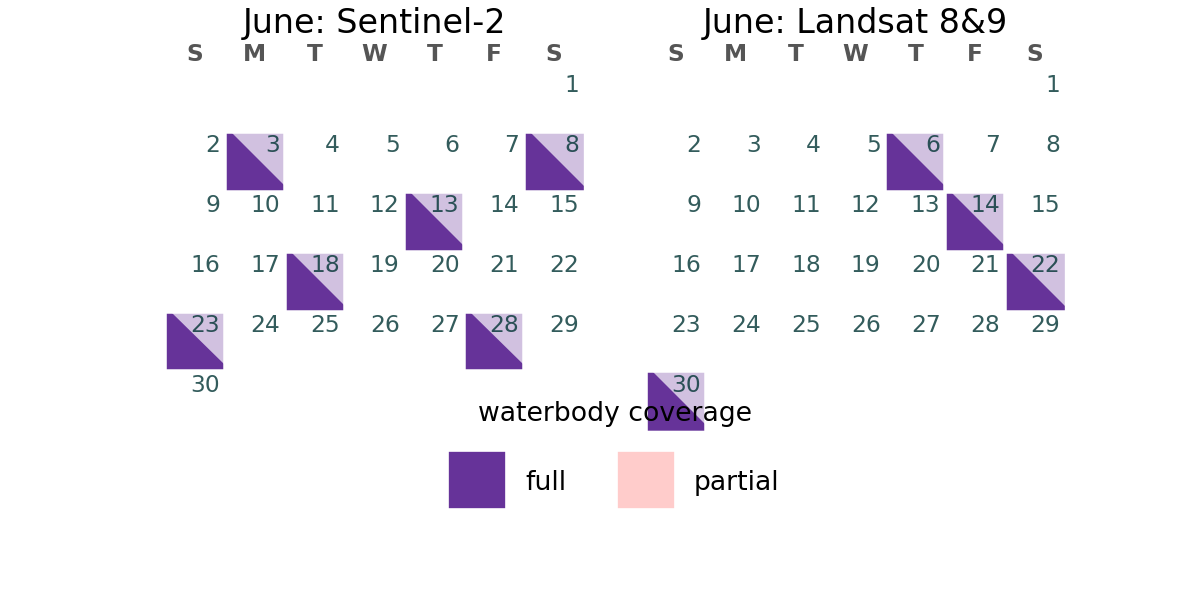 June: Sentinel-2
S M T W T F S
1
2 3 4 5 6 7 8
9 10 11 12 13 14 15
16 17 18 19 20 21 22
23 24 25 26 27 28 29
30
June: Landsat 8&9
S M T W T F S
1
2 3 4 5 6 7 8
9 10 11 12 13 14 15
16 17 18 19 20 21 22
23 24 25 26 27 28 29
30
waterbody coverage
full partial